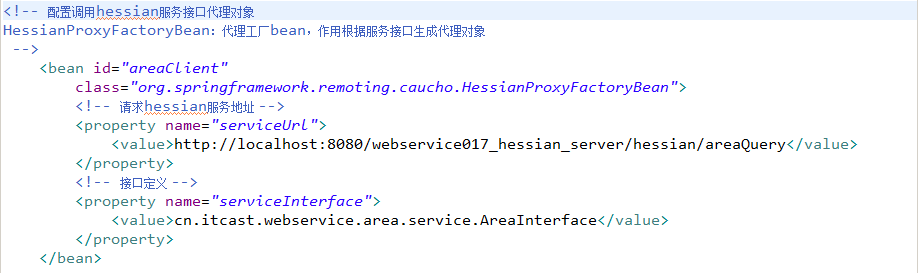 <!-- 配置调用hessian服务接口代理对象
HessianProxyFactoryBean：代理工厂bean，作用根据服务接口生成代理对象
-->
<bean id="areaClient"
class="org.springframework.remoting.caucho.HessianProxyFactoryBean">
<!-- 请求hessian服务地址 -->
<property name="serviceUrl">
<value>http://localhost:8080/webservice017_hessian_server/hessian/areaQuery</value>
</property>
<!-- 接口定义 -->
<property name="serviceInterface">
<value>cn.itcast.webservice.area.service.AreaInterface</value>
</property>
</bean>